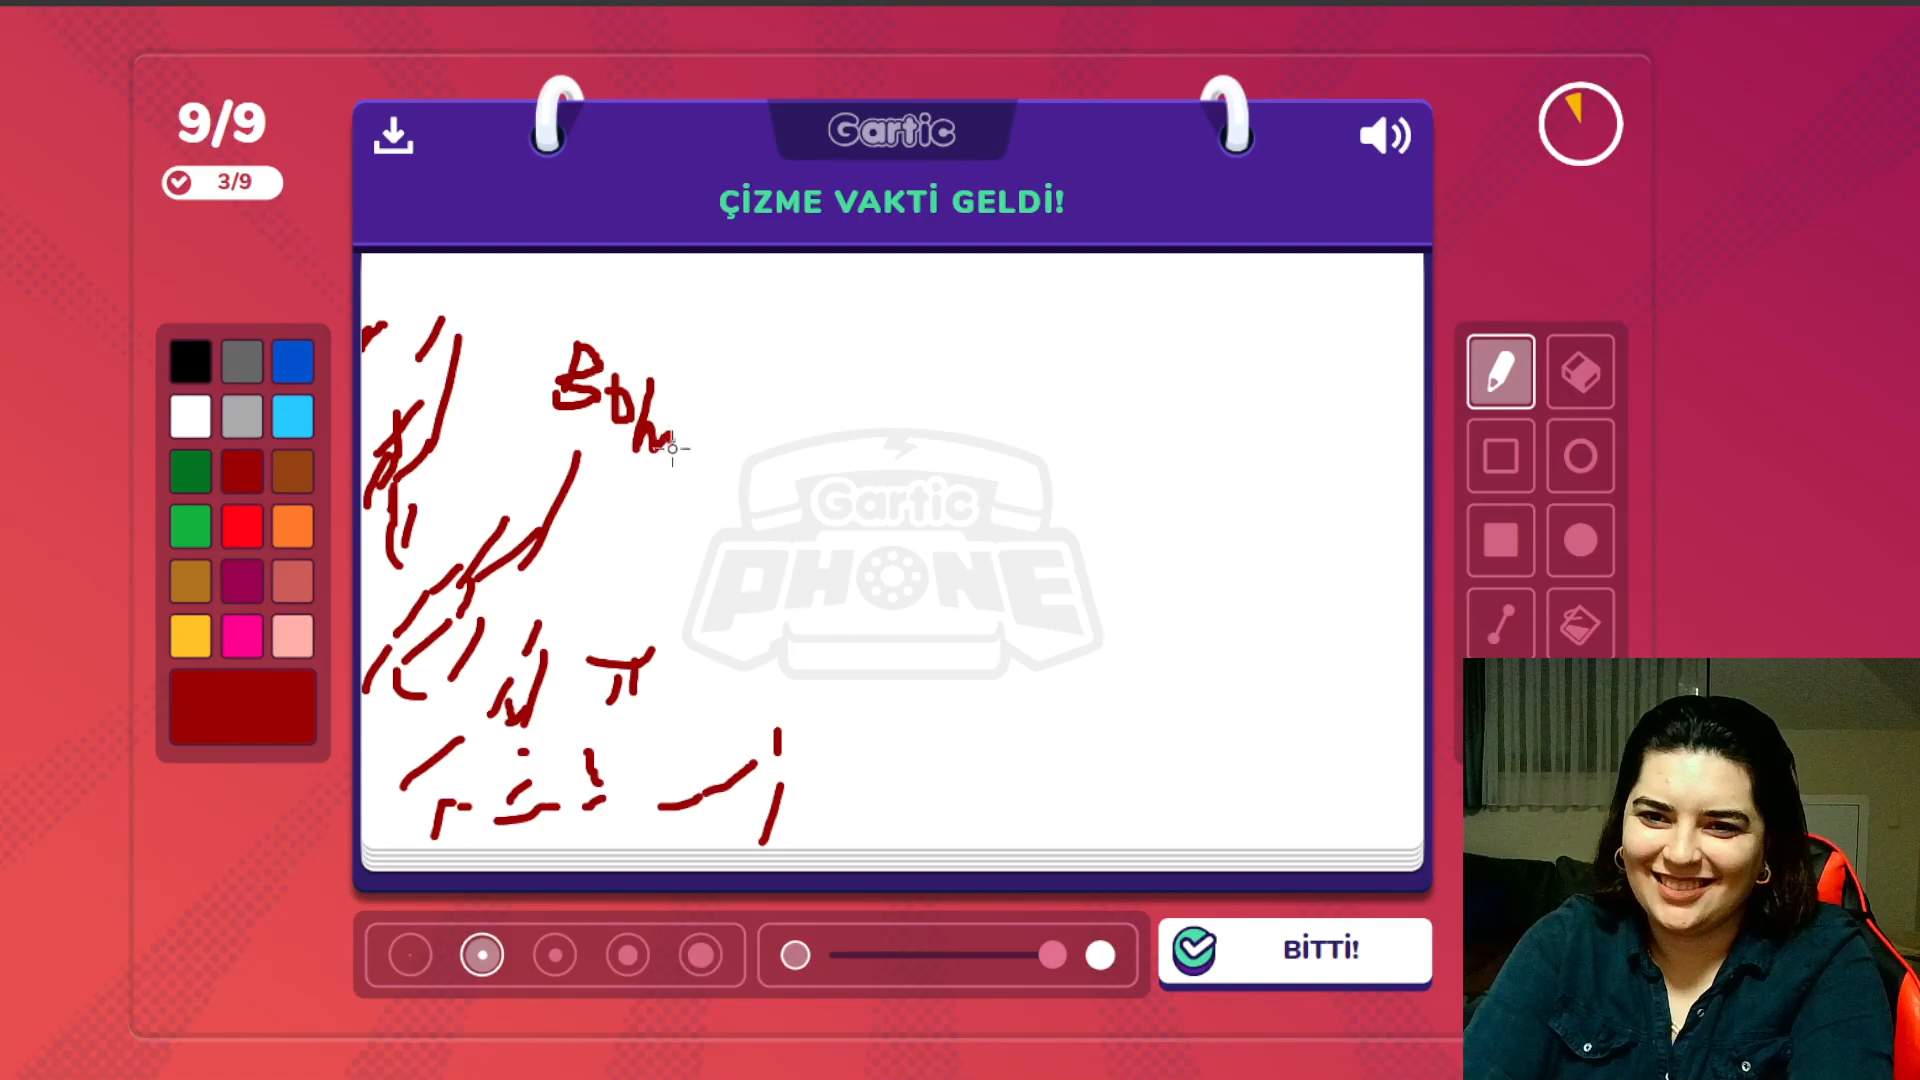 9/9
3/9
Gartic
ÇİZME VAKTİ GELDİ!
Gartic
PHONE
BİTTİ!